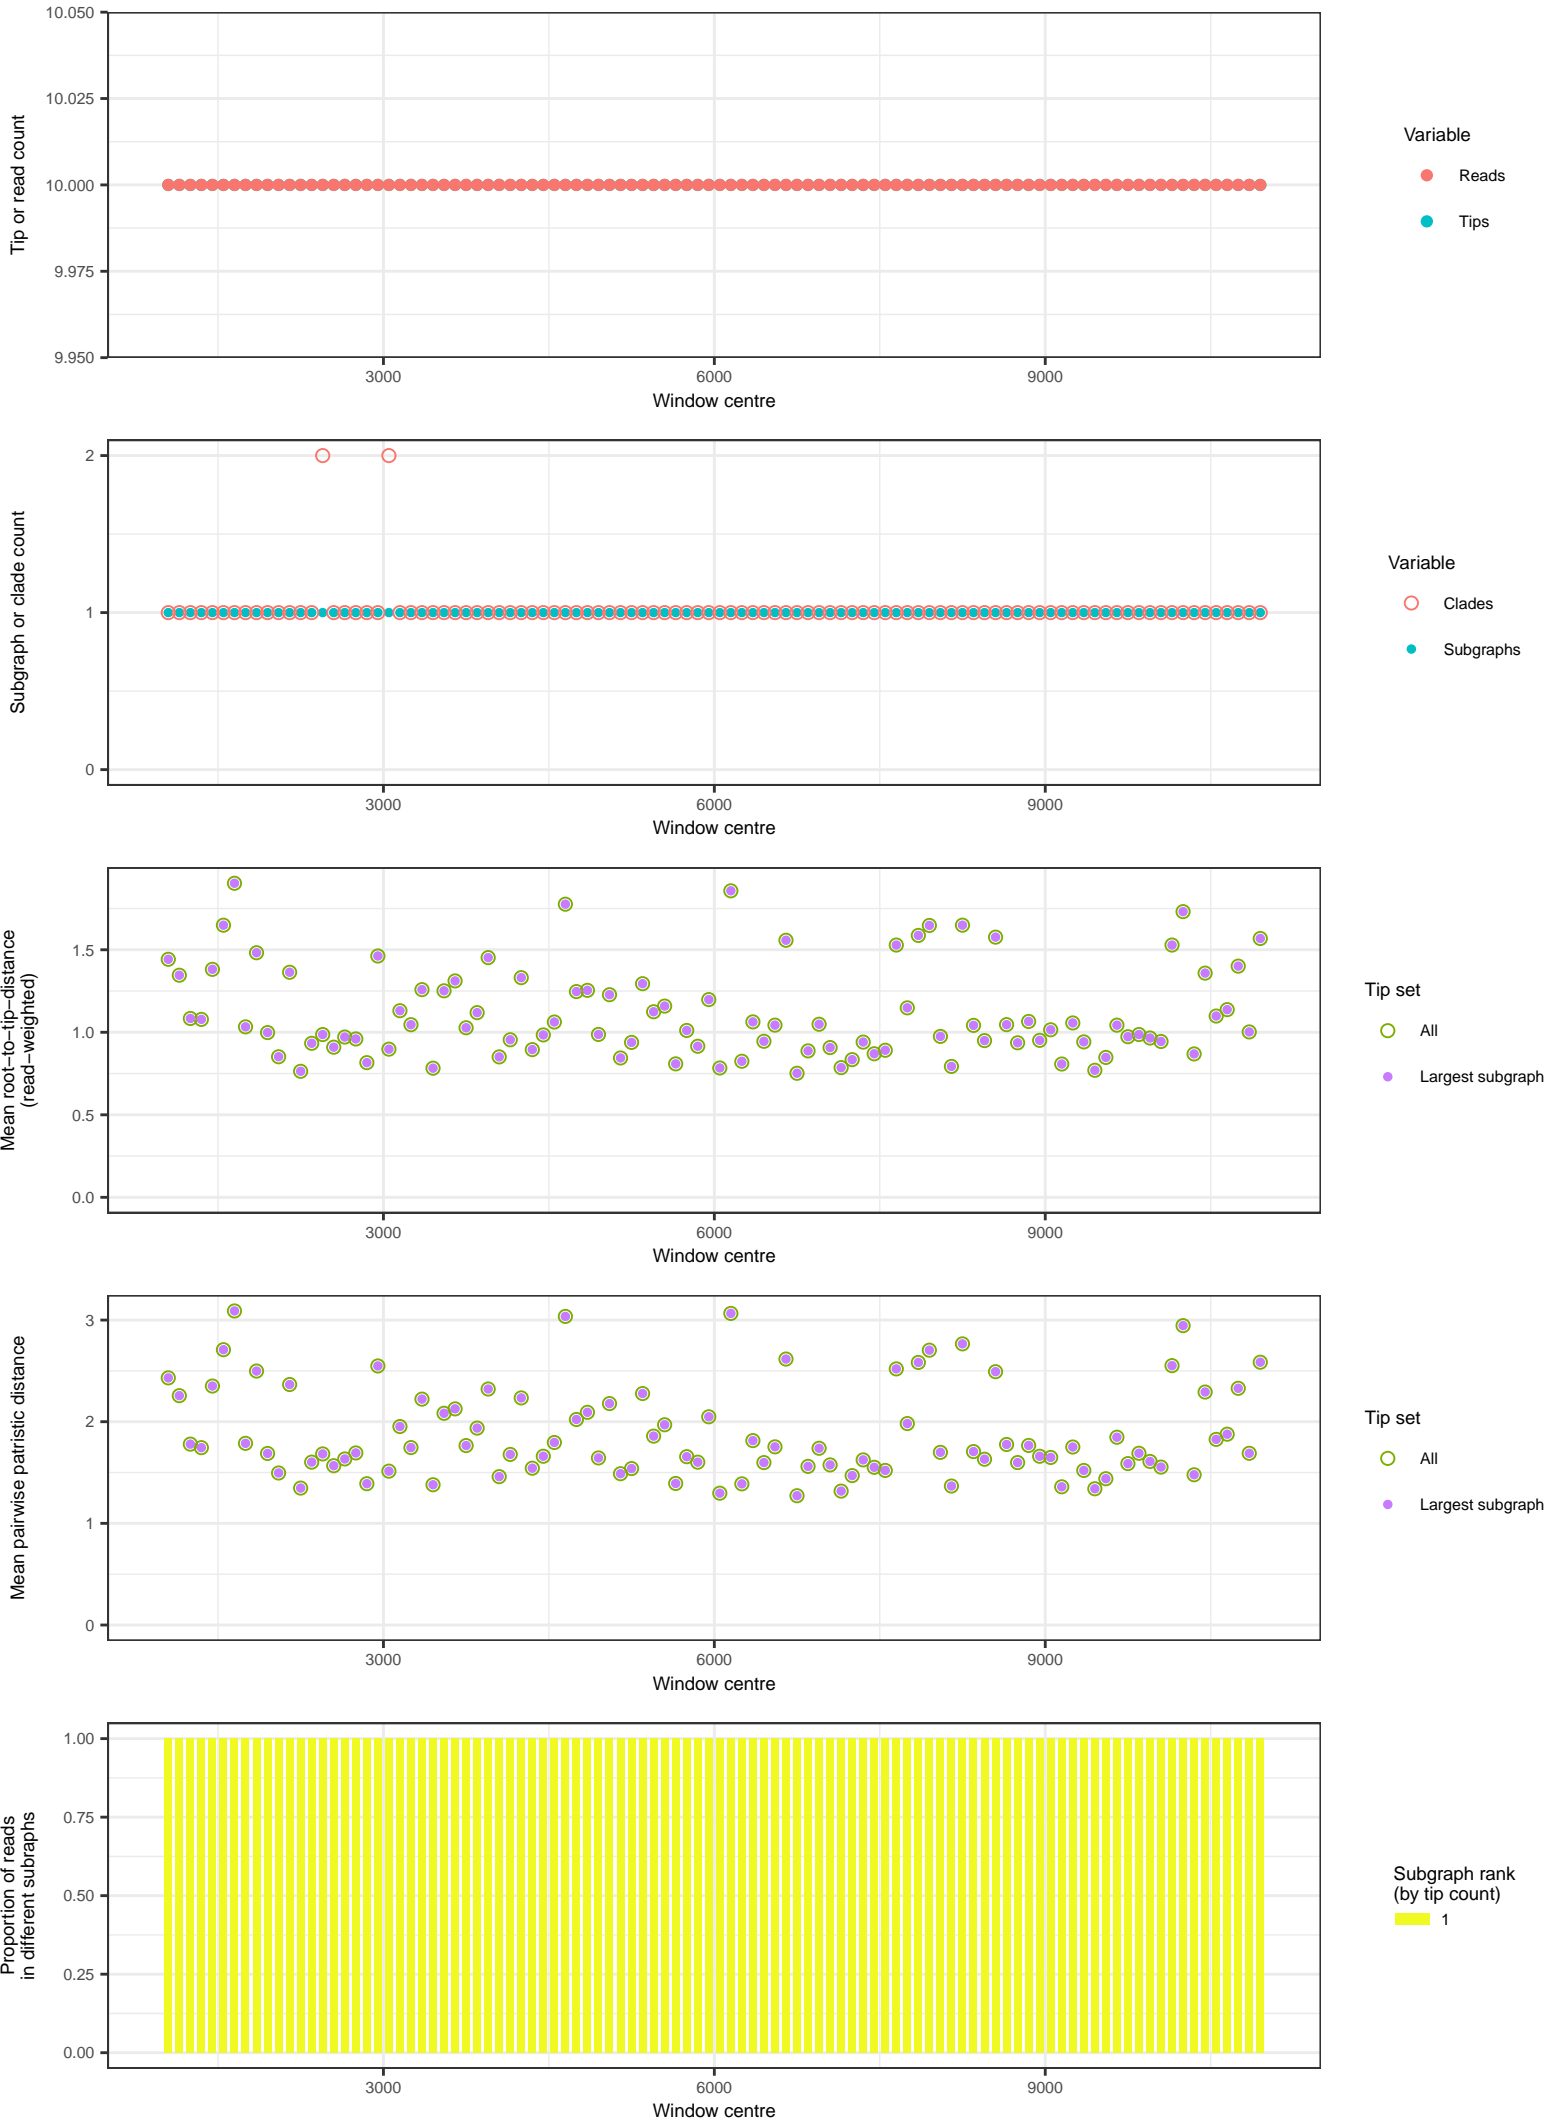 10.050
10.025
10.000
9.975
9.950
Tip or read count
3000
6000
9000
Window centre
Variable
Reads
Tips
2
1
0
Subgraph or clade count
3000
6000
9000
Window centre
Variable
Clades
Subgraphs
1.5
1.0
0.5
0.0
Mean root−to−tip−distance
(read−weighted)
3000
6000
9000
Window centre
Tip set
All
Largest subgraph
3
2
1
0
Mean pairwise patristic distance
3000
6000
9000
Window centre
Tip set
All
Largest subgraph
1.00
0.75
0.50
0.25
0.00
Proportion of reads
in different subraphs
3000
6000
9000
Window centre
Subgraph rank
(by tip count)
1